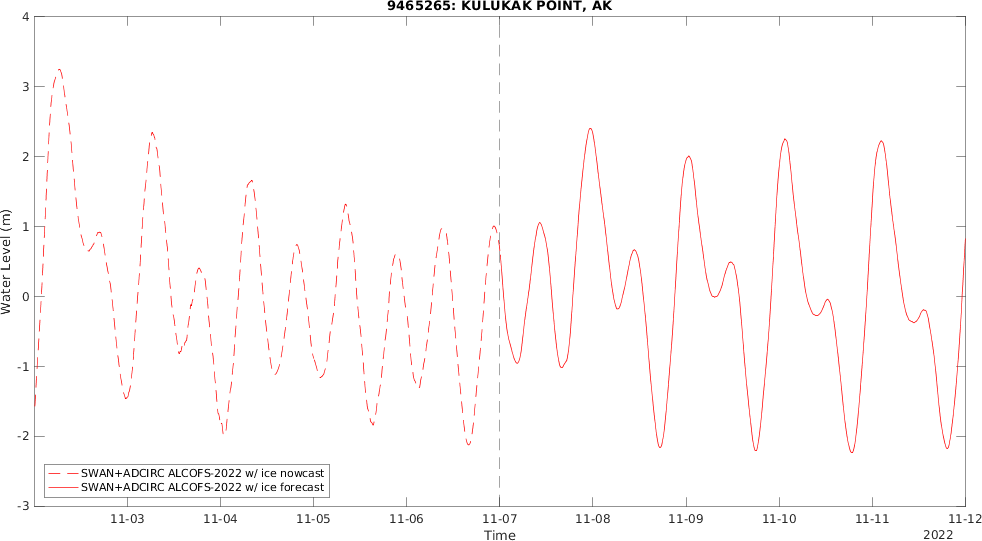 9465265: KULUKAK POINT, AK
Water Level (m)
4
3
2
1
0
-1
-2
-3
SWAN+ADCIRC ALCOFS-2022 w/ ice nowcast
SWAN+ADCIRC ALCOFS-2022 w/ ice forecast
11-03 11-04 11-05 11-06 11-07 11-08 11-09 11-10 11-11 11-12
Time
2022